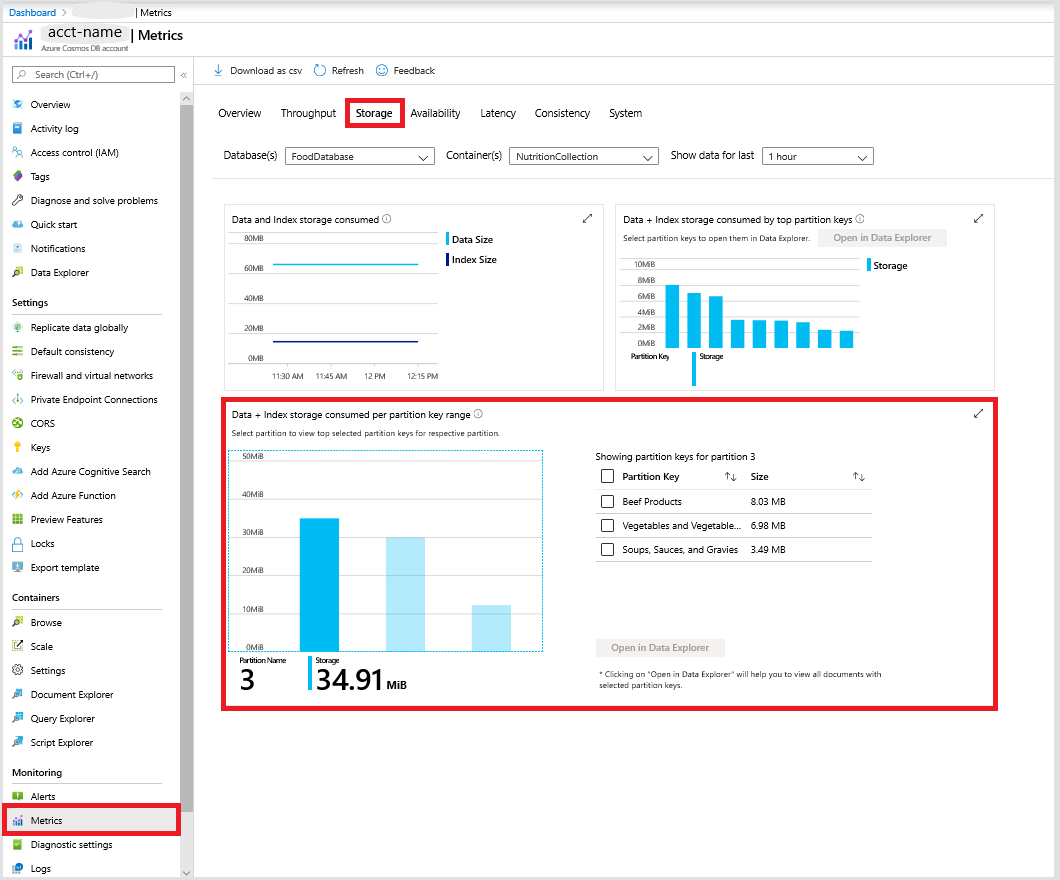 Dashboard > | Metrics
acct-name | Metrics
Azure Cosmos DB account
Search (Ctrl+/) «
Overview
Activity log
Access control (IAM)
Tags
Diagnose and solve problems
Quick start
Notifications
Data Explorer
Settings
Replicate data globally
Default consistency
Firewall and virtual networks
Private Endpoint Connections
CORS
Keys
Add Azure Cognitive Search
Add Azure Function
Preview Features
Locks
Export template
Containers
Browse
Scale
Settings
Document Explorer
Query Explorer
Script Explorer
Monitoring
Alerts
Metrics
Diagnostic settings
Logs
Download as csv Refresh Feedback
Overview Throughput Storage Availability Latency Consistency System
Database(s) FoodDatabase Container(s) NutritionCollection Show data for last 1 hour
Data and Index storage consumed
80MB
60MB
40MB
20MB
0MB
11:30 AM 11:45 AM 12 PM 12:15 PM
Data Size
Index Size
Data + Index storage consumed by top partition keys
Select partition keys to open them in Data Explorer. Open in Data Explorer
10MiB
8MiB
6MiB
4MiB
2MiB
0MiB
Storage
Partition Key Storage
Data + Index storage consumed per partition key range
Select partition to view top selected partition keys for respective partition.
50MiB
40MiB
30MiB
20MiB
10MiB
0MiB
Partition Name Storage
3 34.91 MiB
Showing partition keys for partition 3
Partition Key Size
Beef Products 8.03 MB
Vegetables and Vegetable... 6.98 MB
Soups, Sauces, and Gravies 3.49 MB
Open in Data Explorer
* Clicking on "Open in Data Explorer" will help you to view all documents with
selected partition keys.